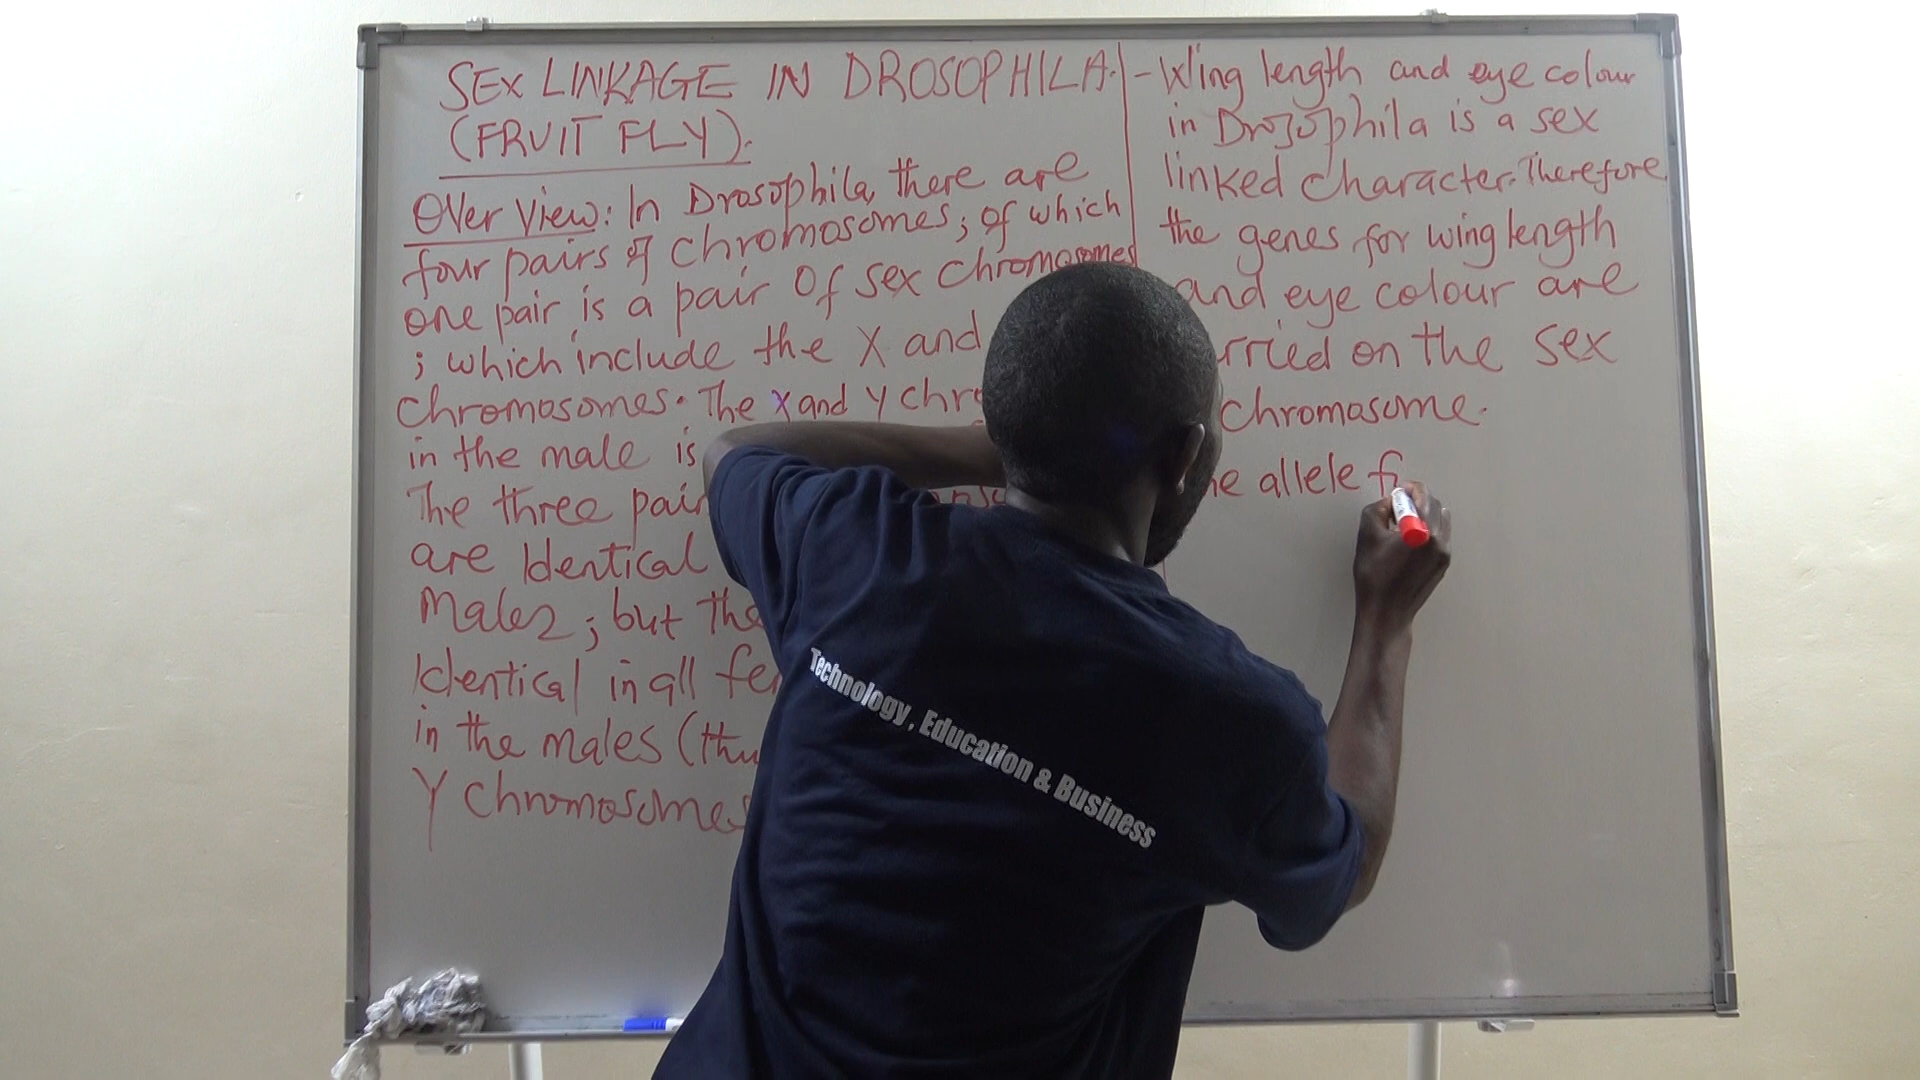 SEX LINKAGE IN DROSOPHILA.
(FRUIT FLY).
Over View: In Drosophila, there are
four pairs of chromosomes; of which
one pair is a pair of sex chromosomes
; which include the X and
chromosomes. The X and Y chro
in the male is
The three pair
are Identical
Males; but the
Identical in all fe
in the males (thu
Y chromosomes
- Wing length and eye colour
in Drosophila is a sex
linked character. Therefore
the genes for wing length
and eye colour are
rried on the sex
chromosome.
he allele f
Technology, Education & Business